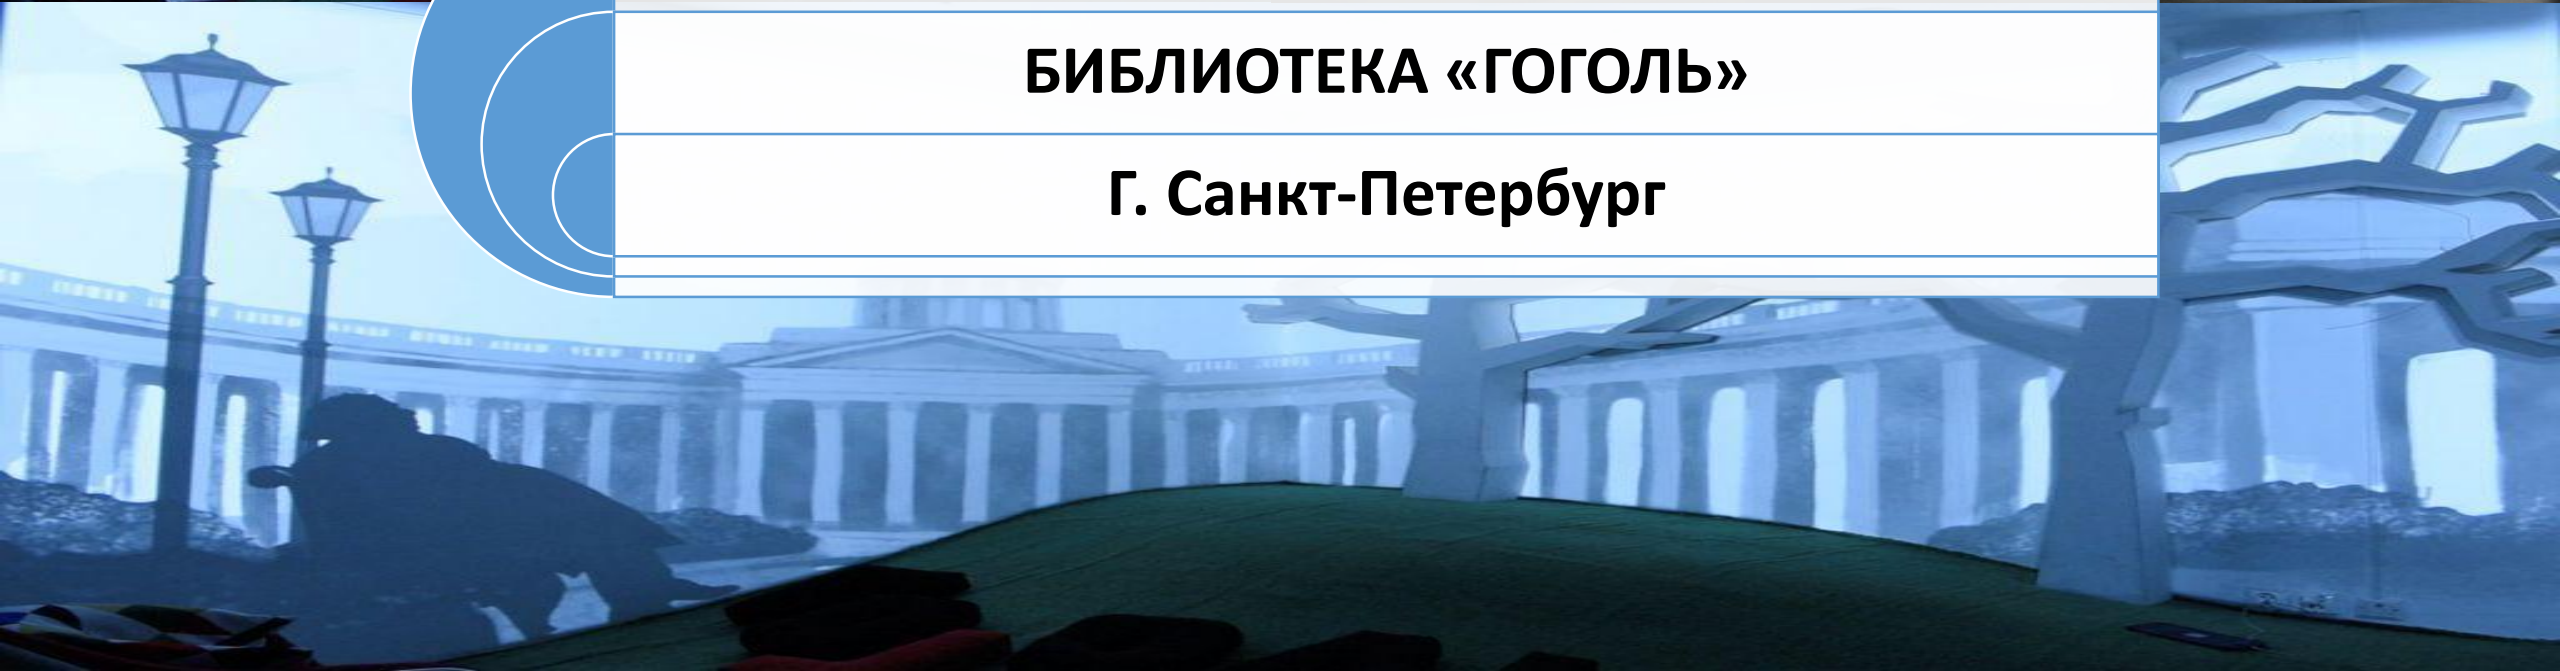 БИБЛИОТЕКА «ГОГОЛЬ»
Г. Санкт-Петербург